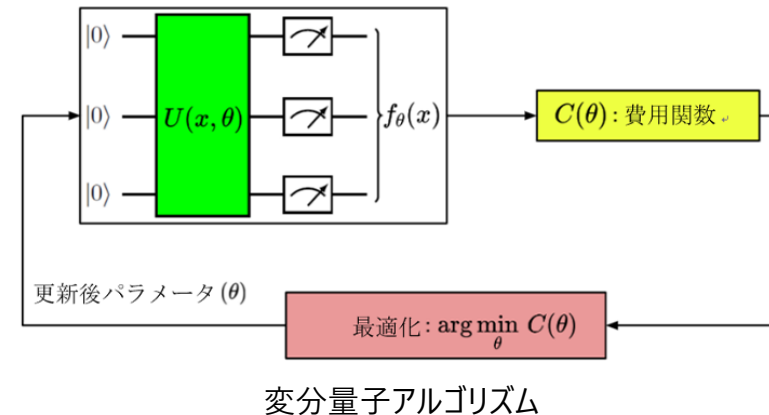 |0⟩
|0⟩ U(x, θ) f_θ(x) C(θ) : 費用関数
|0⟩
更新後パラメータ (θ)
最適化 : arg min_θ C(θ)
変分量子アルゴリズム